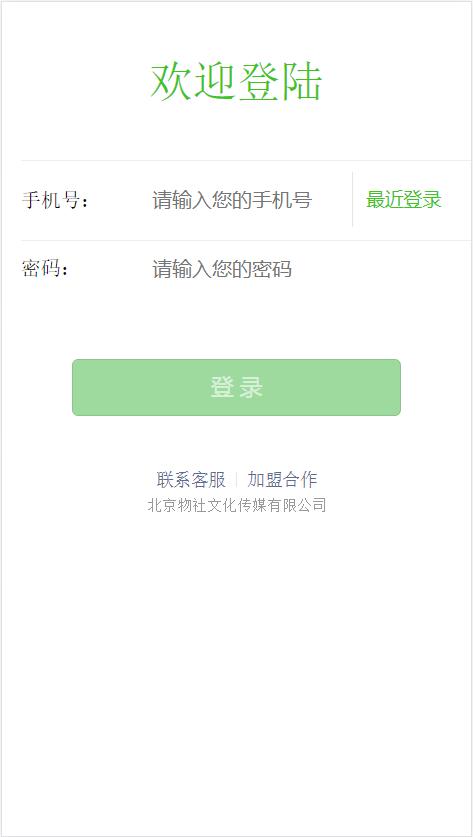 欢迎登陆
手机号： 请输入您的手机号 最近登录
密码： 请输入您的密码
登录
联系客服 | 加盟合作
北京物社文化传媒有限公司